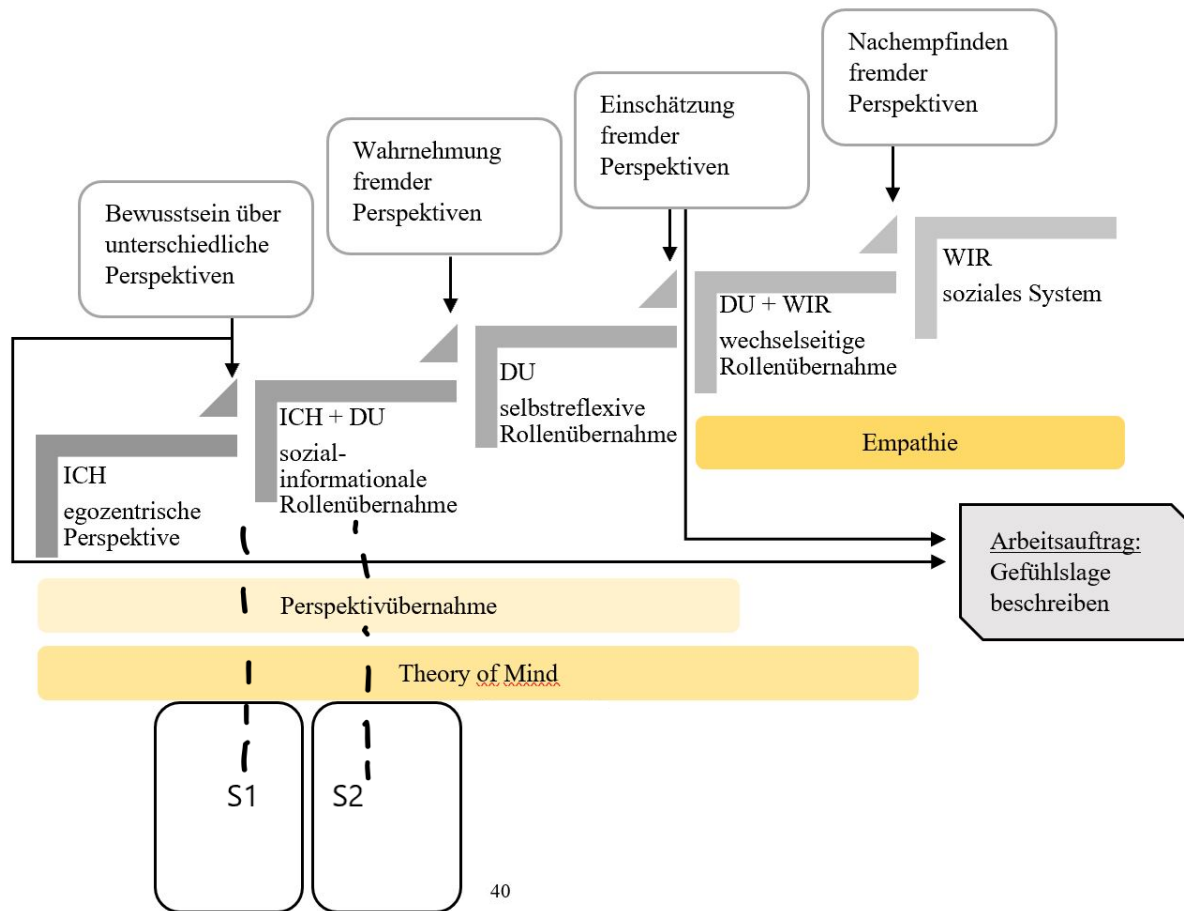 Nachempfinden
fremder
Perspektiven
Einschätzung
fremder
Perspektiven
Wahrnehmung
fremder
Perspektiven
Bewusstsein über
unterschiedliche
Perspektiven
WIR
soziales System
DU + WIR
wechselseitige
Rollenübernahme
DU
selbstreflexive
Rollenübernahme
ICH + DU
sozial-
informationale
Rollenübernahme
ICH
egozentrische
Perspektive
Empathie
Arbeitsauftrag:
Gefühlslage
beschreiben
Perspektivübernahme
Theory of Mind
S1
S2
40